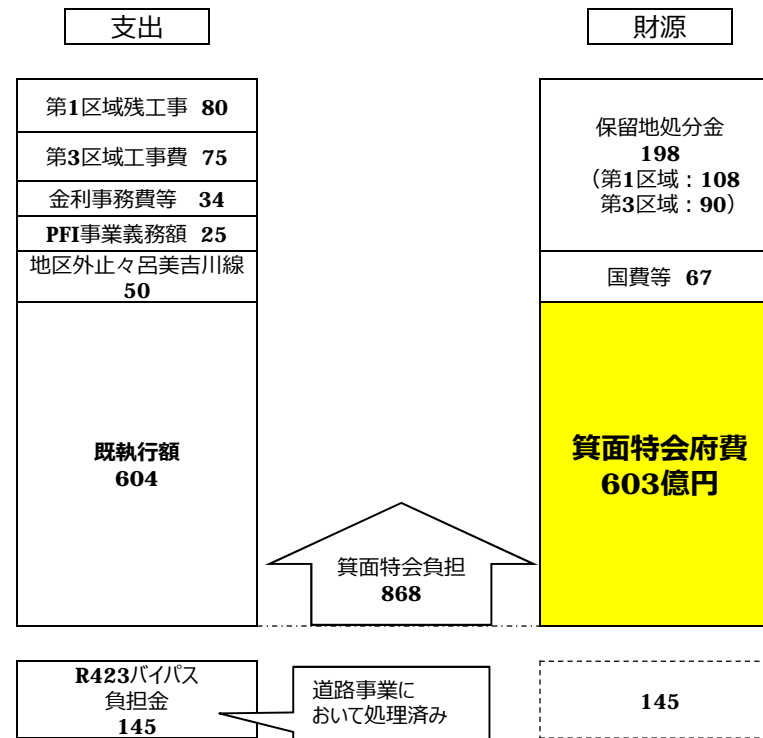 支出
財源
第1区域残工事 80
第3区域工事費 75
金利事務費等 34
PFI事業義務額 25
地区外止々呂美吉川線
50
既執行額
604
保留地処分金
198
(第1区域:108
第3区域:90)
国費等 67
箕面特会府費
603億円
箕面特会負担
868
R423バイパス
負担金
145
道路事業に
おいて処理済み
145